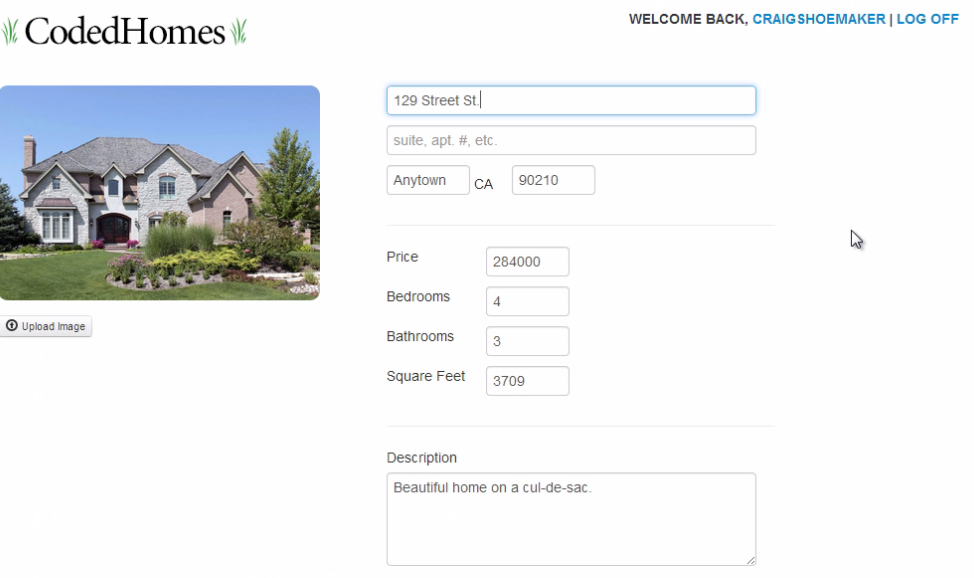 CodedHomes
WELCOME BACK, CRAIGSHOEMAKER | LOG OFF
129 Street St.
suite, apt. #, etc.
Anytown CA 90210
Upload Image
Price 284000
Bedrooms 4
Bathrooms 3
Square Feet 3709
Description
Beautiful home on a cul-de-sac.